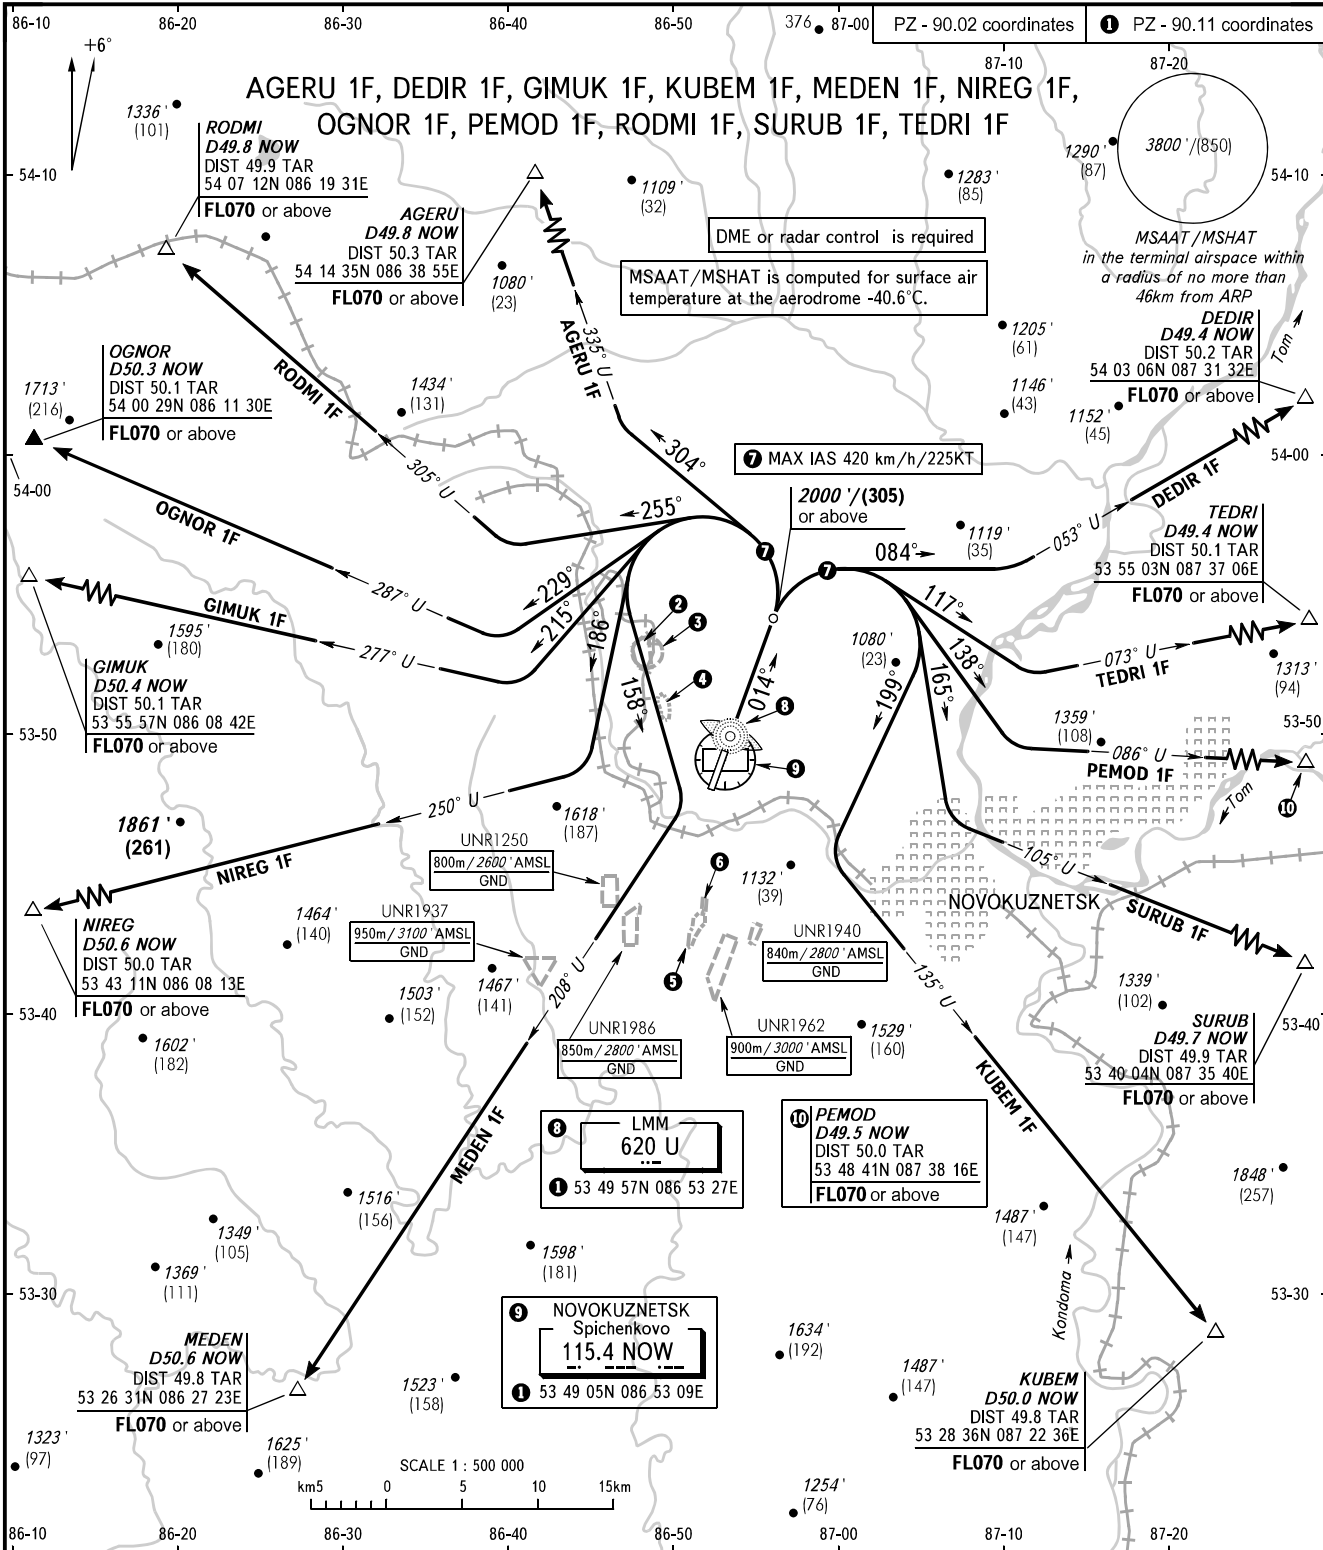 86-10
86-20
86-30
86-40
86-50
376
87-00
PZ - 90.02 coordinates
1 PZ - 90.11 coordinates
+6°
87-10
87-20
AGERU 1F, DEDIR 1F, GIMUK 1F, KUBEM 1F, MEDEN 1F, NIREG 1F,
OGNOR 1F, PEMOD 1F, RODMI 1F, SURUB 1F, TEDRI 1F
1336 '
(101)
RODMI
D49.8 NOW
DIST 49.9 TAR
54 07 12N 086 19 31E
FL070 or above
1290 '
(87)
3800 '/(850)
54-10
54-10
1109 '
(32)
1283 '
(85)
AGERU
D49.8 NOW
DIST 50.3 TAR
54 14 35N 086 38 55E
FL070 or above
1080 '
(23)
DME or radar control is required
MSAAT/MSHAT is computed for surface air
temperature at the aerodrome -40.6°C.
MSAAT/MSHAT
in the terminal airspace within
a radius of no more than
46km from ARP
DEDIR
D49.4 NOW
DIST 50.2 TAR
54 03 06N 087 31 32E
FL070 or above
Tom
1205 '
(61)
1146 '
(43)
1152 '
(45)
OGNOR
D50.3 NOW
DIST 50.1 TAR
54 00 29N 086 11 30E
FL070 or above
1713 '
(216)
1434 '
(131)
RODMI 1F
335° U
AGERU 1F
304°
305° U
7 MAX IAS 420 km/h/225KT
2000 '/(305)
or above
54-00
54-00
DEDIR 1F
053° U
OGNOR 1F
255°
1119 '
(35)
084°
TEDRI
D49.4 NOW
DIST 50.1 TAR
53 55 03N 087 37 06E
FL070 or above
7
7
287° U
229°
215°
186°
GIMUK 1F
277° U
2
3
4
117°
138°
165°
199°
1080 '
(23)
073° U
TEDRI 1F
1313 '
(94)
1595 '
(180)
GIMUK
D50.4 NOW
DIST 50.1 TAR
53 55 57N 086 08 42E
FL070 or above
158°
014°
8
9
1359 '
(108)
53-50
53-50
086° U
PEMOD 1F
10
Tom
250° U
1861 '
(261)
1618 '
(187)
NIREG 1F
UNR1250
800m/2600 'AMSL
GND
6
1132 '
(39)
105° U
NOVOKUZNETSK
SURUB 1F
NIREG
D50.6 NOW
DIST 50.0 TAR
53 43 11N 086 08 13E
FL070 or above
1464 '
(140)
UNR1937
950m/3100 'AMSL
GND
UNR1940
840m/2800 'AMSL
GND
5
1467 '
(141)
208° U
135° U
1503 '
(152)
1339 '
(102)
53-40
53-40
1602 '
(182)
UNR1986
850m/2800 'AMSL
GND
UNR1962
900m/3000 'AMSL
GND
1529 '
(160)
SURUB
D49.7 NOW
DIST 49.9 TAR
53 40 04N 087 35 40E
FL070 or above
KUBEM 1F
MEDEN 1F
8 LMM
620 U
1 53 49 57N 086 53 27E
10 PEMOD
D49.5 NOW
DIST 50.0 TAR
53 48 41N 087 38 16E
FL070 or above
1848 '
(257)
1516 '
(156)
1349 '
(105)
1487 '
(147)
1369 '
(111)
1598 '
(181)
Kondoma
53-30
53-30
9 NOVOKUZNETSK
Spichenkovo
115.4 NOW
1 53 49 05N 086 53 09E
MEDEN
D50.6 NOW
DIST 49.8 TAR
53 26 31N 086 27 23E
FL070 or above
1634 '
(192)
1523 '
(158)
1487 '
(147)
KUBEM
D50.0 NOW
DIST 49.8 TAR
53 28 36N 087 22 36E
FL070 or above
1323 '
(97)
1625 '
(189)
SCALE 1 : 500 000
km5 0 5 10 15km
1254 '
(76)
86-10
86-20
86-30
86-40
86-50
87-00
87-10
87-20